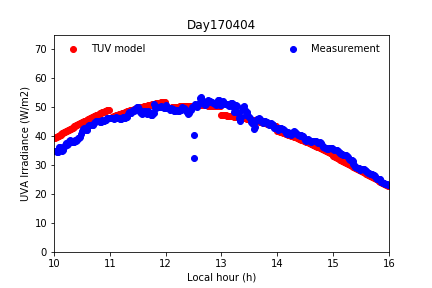 Day170404
TUV model
Measurement
UVA Irradiance (W/m2)
70
60
50
40
30
20
10
0
10 11 12 13 14 15 16
Local hour (h)